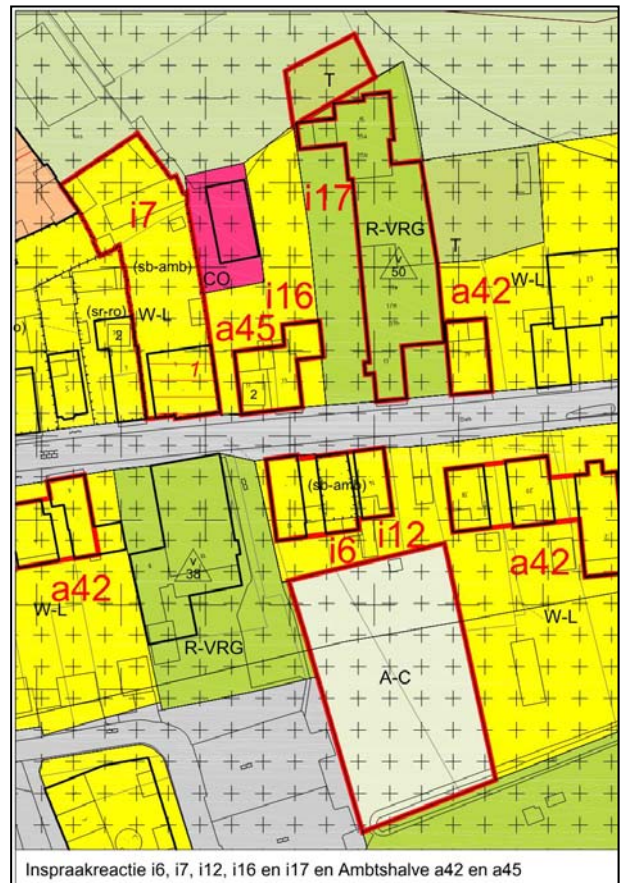 T
i7
i17
(sb-amb)
R-VRG
v
50
CO
T
W-L
i16
(sr-ro)
W-L
a42
a45
2
1
2
(sb-amb)
i6
i12
a42
v
38
a42
W-L
W-L
R-VRG
A-C
Inspraakreactie i6, i7, i12, i16 en i17 en Ambtshalve a42 en a45